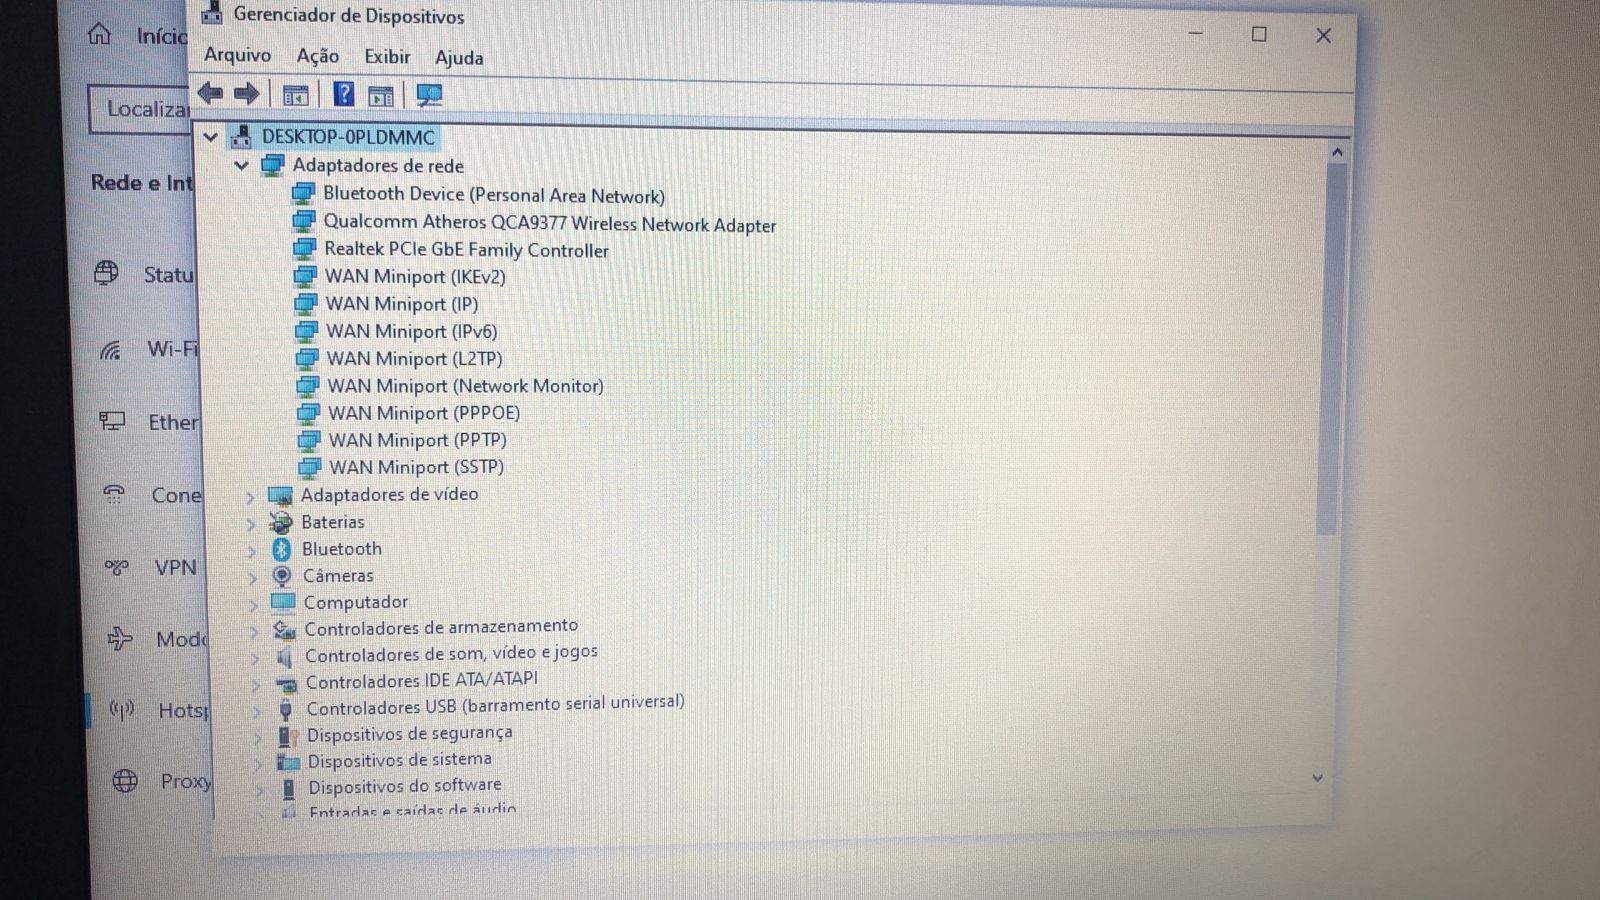 Gerenciador de Dispositivos
Arquivo Ação Exibir Ajuda
DESKTOP-0PLDMMC
Adaptadores de rede
Bluetooth Device (Personal Area Network)
Qualcomm Atheros QCA9377 Wireless Network Adapter
Realtek PCIe GbE Family Controller
WAN Miniport (IKEv2)
WAN Miniport (IP)
WAN Miniport (IPv6)
WAN Miniport (L2TP)
WAN Miniport (Network Monitor)
WAN Miniport (PPPOE)
WAN Miniport (PPTP)
WAN Miniport (SSTP)
Adaptadores de vídeo
Baterias
Bluetooth
Câmeras
Computador
Controladores de armazenamento
Controladores de som, vídeo e jogos
Controladores IDE ATA/ATAPI
Controladores USB (barramento serial universal)
Dispositivos de segurança
Dispositivos de sistema
Dispositivos do software
Entradas e saídas de áudio
Início
Localizar
Rede e Int
Statu
Wi-Fi
Ether
Cone
VPN
Modo
Hotsp
Proxy